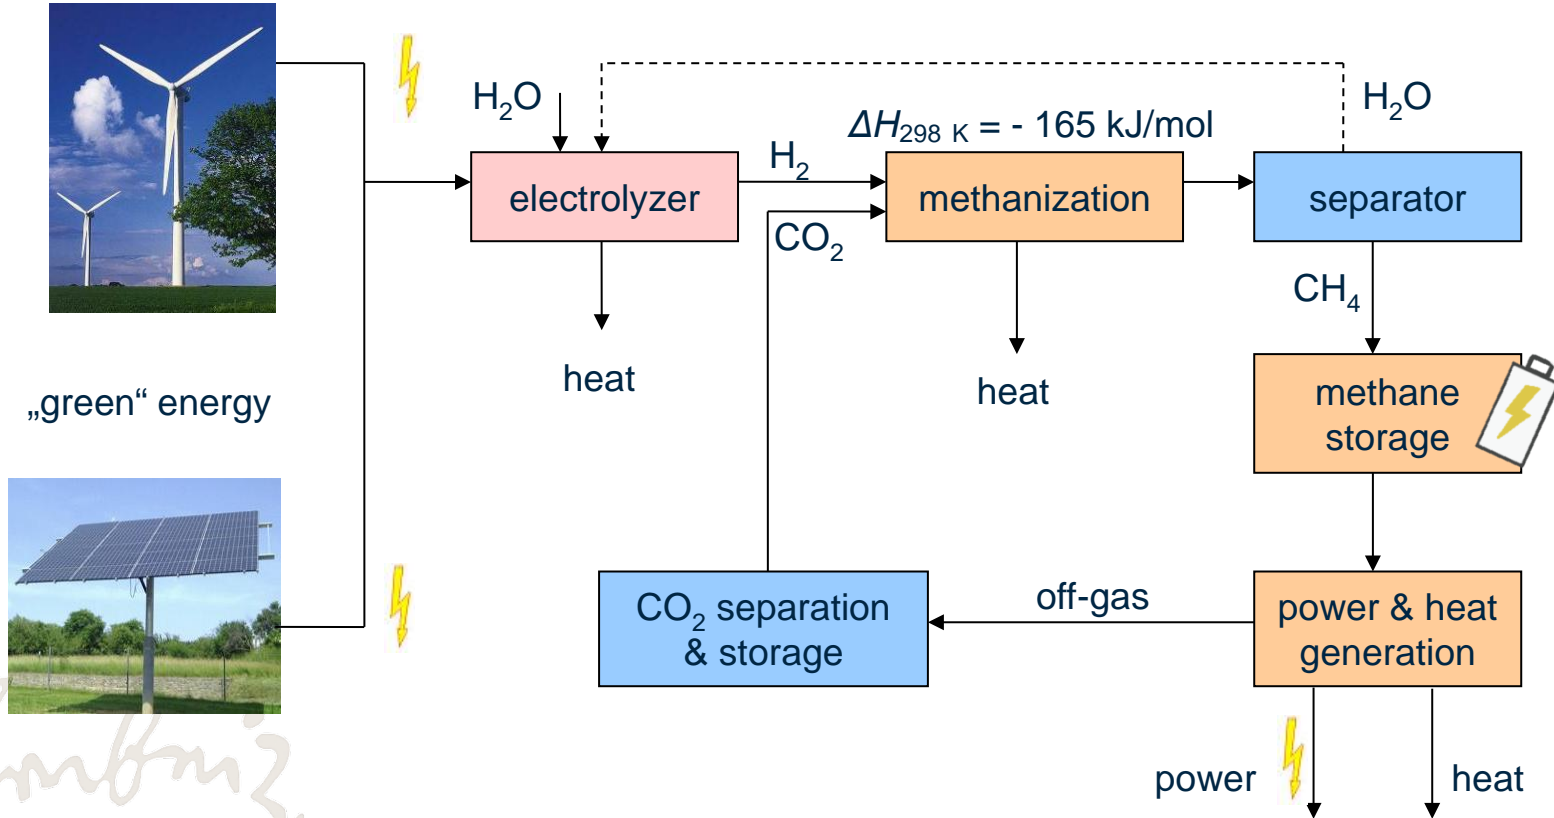 H₂O
H₂O
ΔH₂₉₈ K = - 165 kJ/mol
H₂
electrolyzer
methanization
separator
CO₂
CH₄
heat
heat
„green“ energy
methane
storage
CO₂ separation
& storage
off-gas
power & heat
generation
power
heat